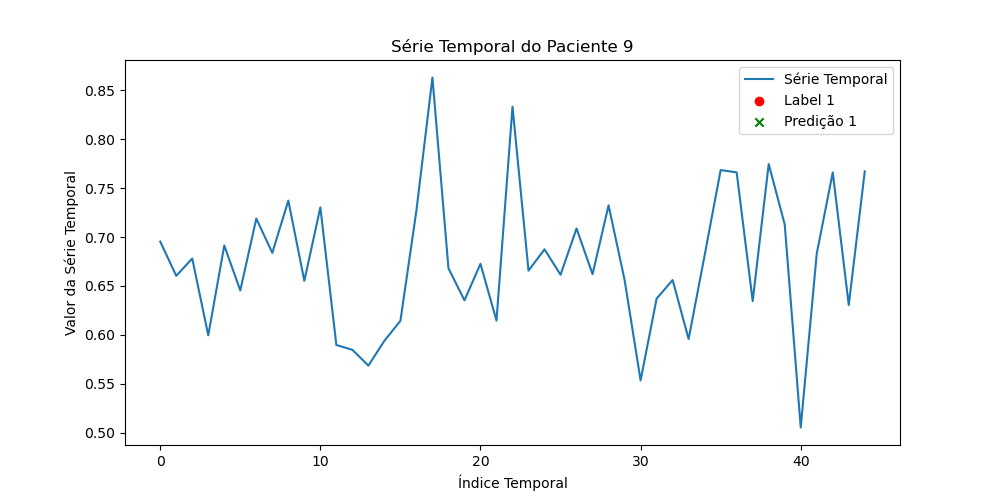 Série Temporal do Paciente 9
Série Temporal
Label 1
Predição 1
Valor da Série Temporal
0.85
0.80
0.75
0.70
0.65
0.60
0.55
0.50
0 10 20 30 40
Índice Temporal